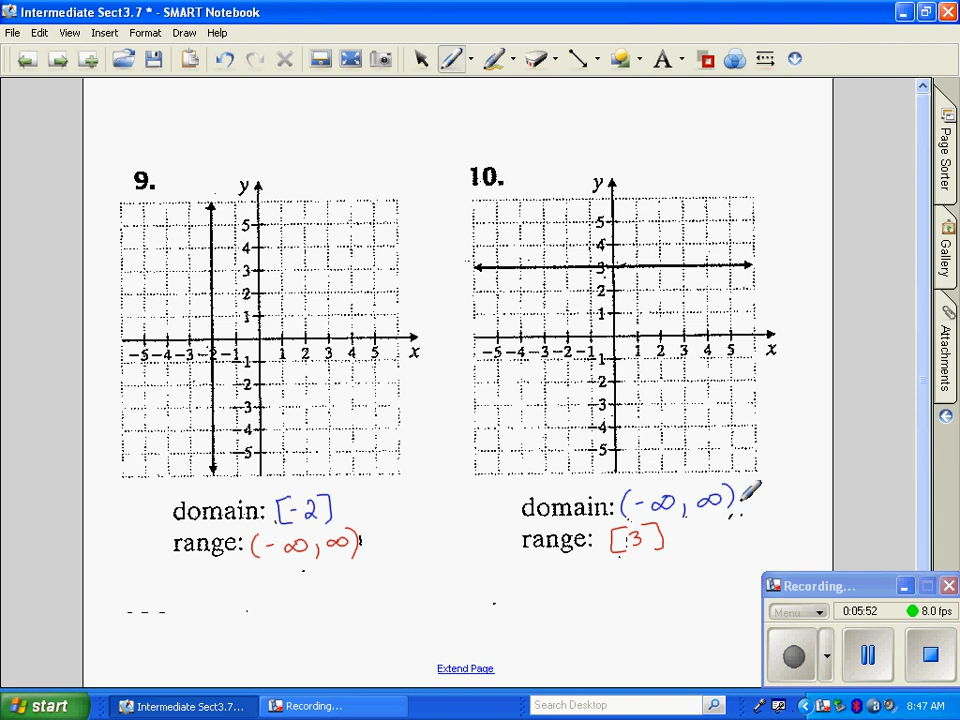 Intermediate Sect3.7 * - SMART Notebook
File Edit View Insert Format Draw Help
9.
10.
y
y
5
4
3
2
1
-5 -4 -3 -2 -1 1 2 3 4 5 x
-1
-2
-3
-4
-5
5
4
3
2
1
-5 -4 -3 -2 -1 1 2 3 4 5 x
-1
-2
-3
-4
-5
domain: [-2]
range: (-∞, ∞)
domain: (-∞, ∞)
range: [3]
Extend Page
Page Sorter
Gallery
Attachments
Recording...
Menu 0:05:52 8.0 fps
start Intermediate Sect3.7... Recording... Search Desktop 8:47 AM